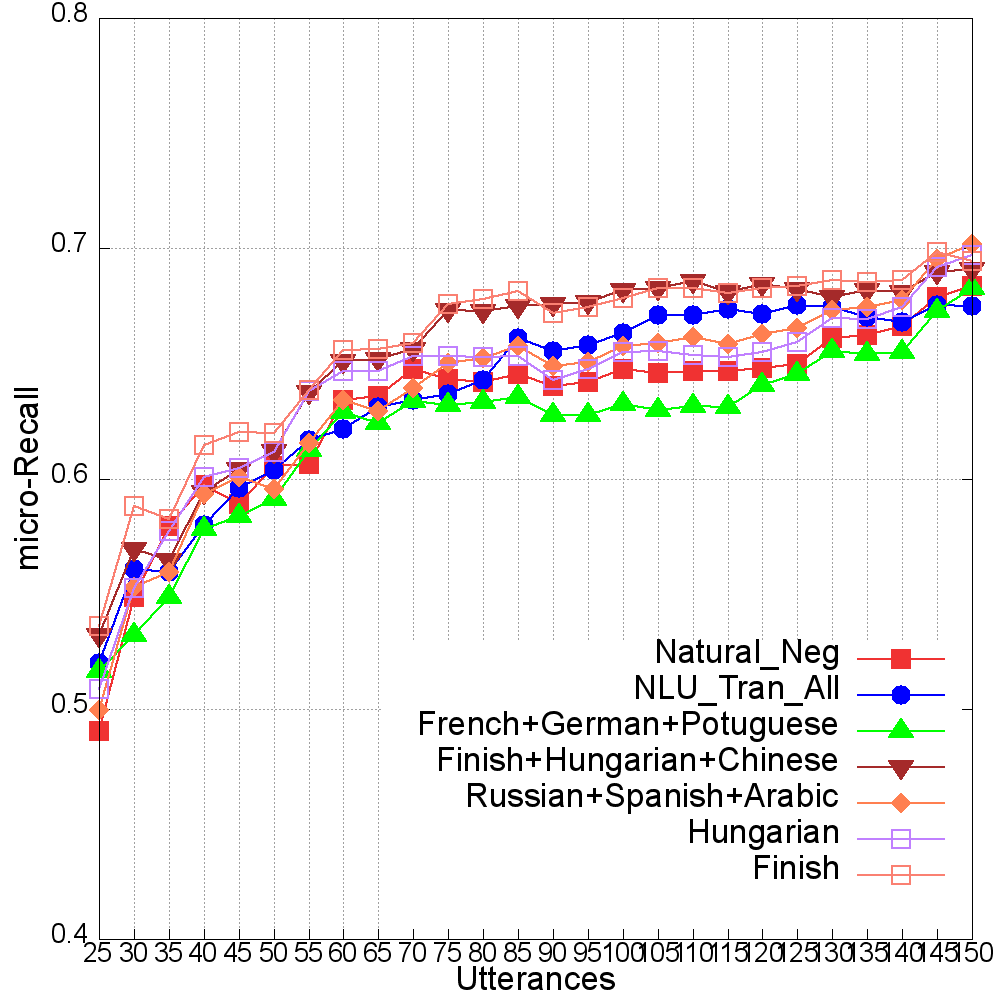 0.8
0.7
0.6
0.5
0.4
micro-Recall
Natural_Neg
NLU_Tran_All
French+German+Potuguese
Finish+Hungarian+Chinese
Russian+Spanish+Arabic
Hungarian
Finish
25 30 35 40 45 50 55 60 65 70 75 80 85 90 95 100 105 110 115 120 125 130 135 140 145 150
Utterances